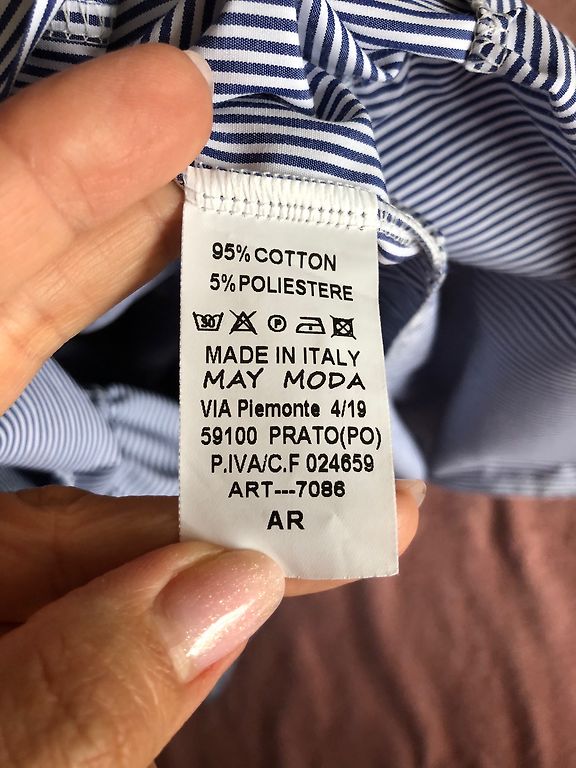 95% COTTON
5% POLIESTERE
P
MADE IN ITALY
MAY MODA
VIA Piemonte 4/19
59100 PRATO(PO)
P.IVA/C.F 024659
ART---7086
AR